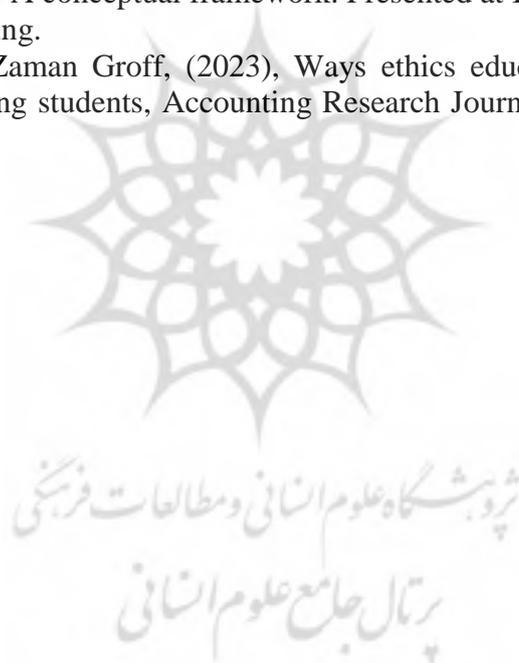 A conceptual framework. Presented at
ng.
Zaman Groff, (2023), Ways ethics educ
ng students, Accounting Research Journ
پژوهشگاه علوم انسانی و مطالعات فرهنگی
پرتال جامع علوم انسانی